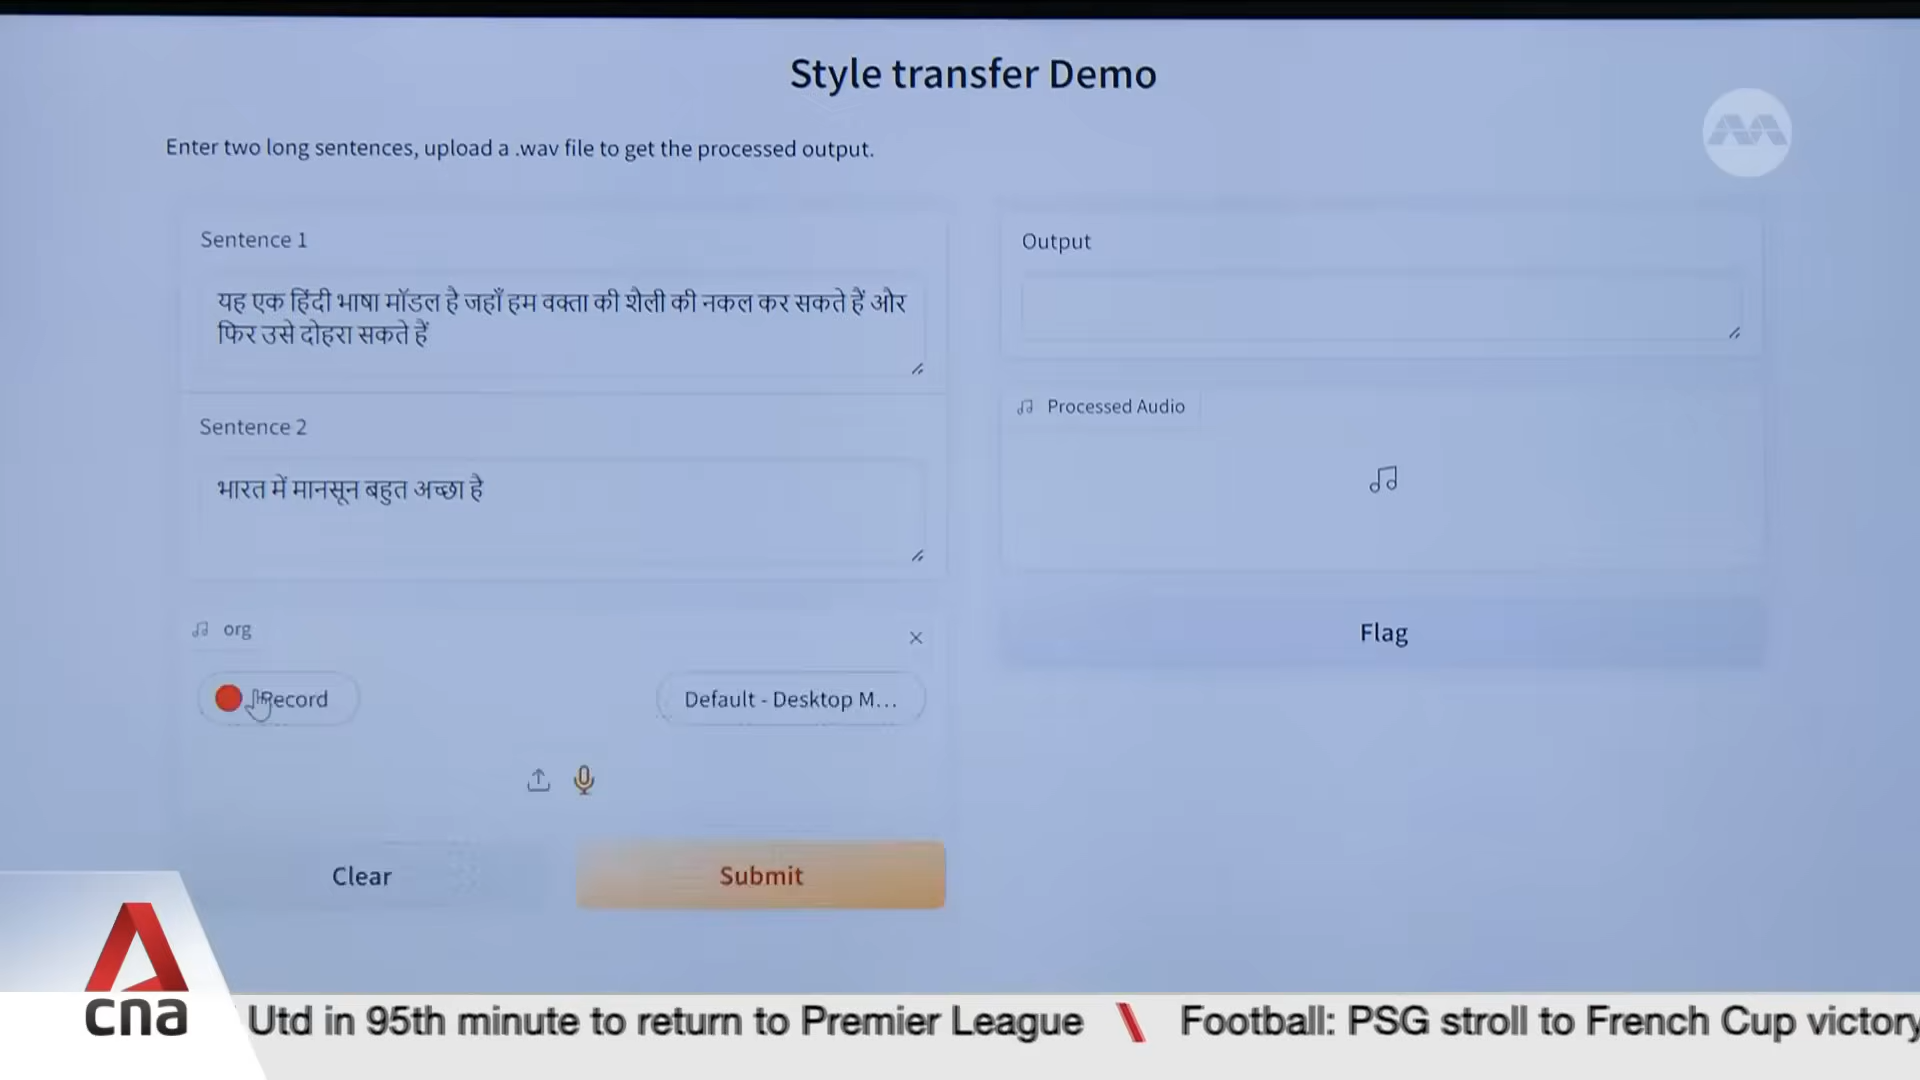 Style transfer Demo
Enter two long sentences, upload a .wav file to get the processed output.
Sentence 1
यह एक हिंदी भाषा मॉडल है जहाँ हम वक्ता की शैली की नकल कर सकते हैं और
फिर उसे दोहरा सकते हैं
Sentence 2
भारत में मानसून बहुत अच्छा है
org
Record
Default - Desktop M...
Clear
Submit
Output
Processed Audio
Flag
cna
Utd in 95th minute to return to Premier League
Football: PSG stroll to French Cup victory